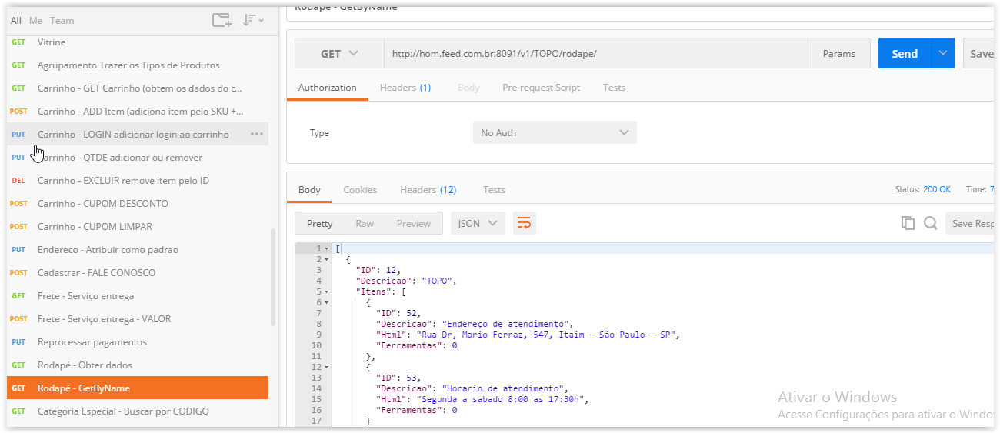 All Me Team
GET Vitrine
GET Agrupamento Trazer os Tipos de Produtos
GET Carrinho - GET Carrinho (obtem os dados do c...
POST Carrinho - ADD Item (adiciona item pelo SKU +...
PUT Carrinho - LOGIN adicionar login ao carrinho
PUT Carrinho - QTDE adicionar ou remover
DEL Carrinho - EXCLUIR remove item pelo ID
POST Carrinho - CUPOM DESCONTO
POST Carrinho - CUPOM LIMPAR
PUT Endereco - Atribuir como padrao
POST Cadastrar - FALE CONOSCO
GET Frete - Serviço entrega
POST Frete - Serviço entrega - VALOR
PUT Reprocessar pagamentos
GET Rodapé - Obter dados
GET Rodapé - GetByName
GET Categoria Especial - Buscar por CODIGO
Rodapé - GetByName
GET http://hom.feed.com.br:8091/v1/TOPO/rodape/ Params Send Save
Authorization Headers (1) Body Pre-request Script Tests
Type No Auth
Body Cookies Headers (12) Tests Status: 200 OK Time: 7
Pretty Raw Preview JSON Save Resp
1 [
2 {
3 "ID": 12,
4 "Descricao": "TOPO",
5 "Itens": [
6 {
7 "ID": 52,
8 "Descricao": "Endereço de atendimento",
9 "Html": "Rua Dr, Mario Ferraz, 547, Itaim - São Paulo - SP",
10 "Ferramentas": 0
11 },
12 {
13 "ID": 53,
14 "Descricao": "Horario de atendimento",
15 "Html": "Segunda a sabado 8:00 as 17:30h",
16 "Ferramentas": 0
17 }
Ativar o Windows
Acesse Configurações para ativar o Windo